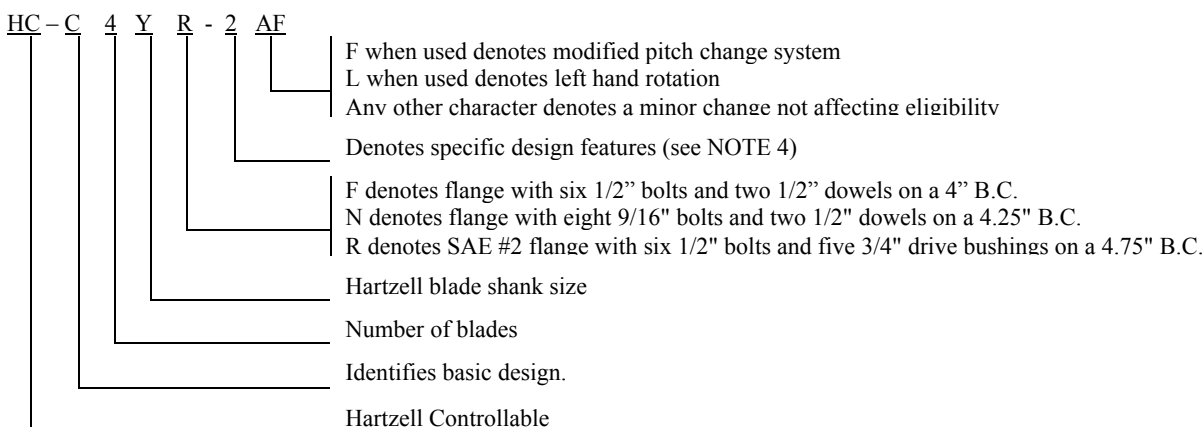 HC – C 4 Y R - 2 AF
F when used denotes modified pitch change system
L when used denotes left hand rotation
Any other character denotes a minor change not affecting eligibility
Denotes specific design features (see NOTE 4)
F denotes flange with six 1/2” bolts and two 1/2” dowels on a 4” B.C.
N denotes flange with eight 9/16" bolts and two 1/2" dowels on a 4.25" B.C.
R denotes SAE #2 flange with six 1/2" bolts and five 3/4" drive bushings on a 4.75" B.C.
Hartzell blade shank size
Number of blades
Identifies basic design.
Hartzell Controllable